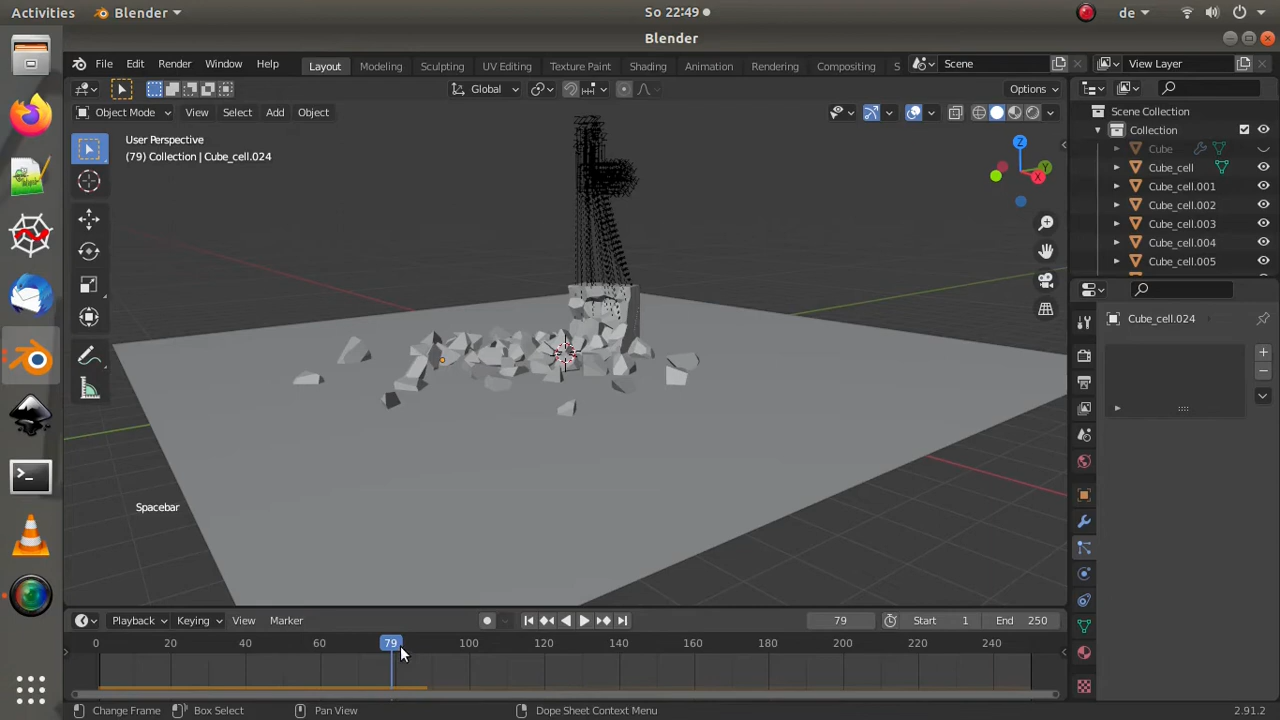 Activities Blender So 22:49 de
Blender
File Edit Render Window Help Layout Modeling Sculpting UV Editing Texture Paint Shading Animation Rendering Compositing S Scene View Layer
Global Options
Object Mode View Select Add Object
Scene Collection
User Perspective
(79) Collection | Cube_cell.024
Z
Y
X
Collection
Cube
Cube_cell
Cube_cell.001
Cube_cell.002
Cube_cell.003
Cube_cell.004
Cube_cell.005
Cube_cell.024
Spacebar
Playback Keying View Marker 79 Start 1 End 250
0 20 40 60 79 100 120 140 160 180 200 220 240
Change Frame Box Select Pan View Dope Sheet Context Menu 2.91.2